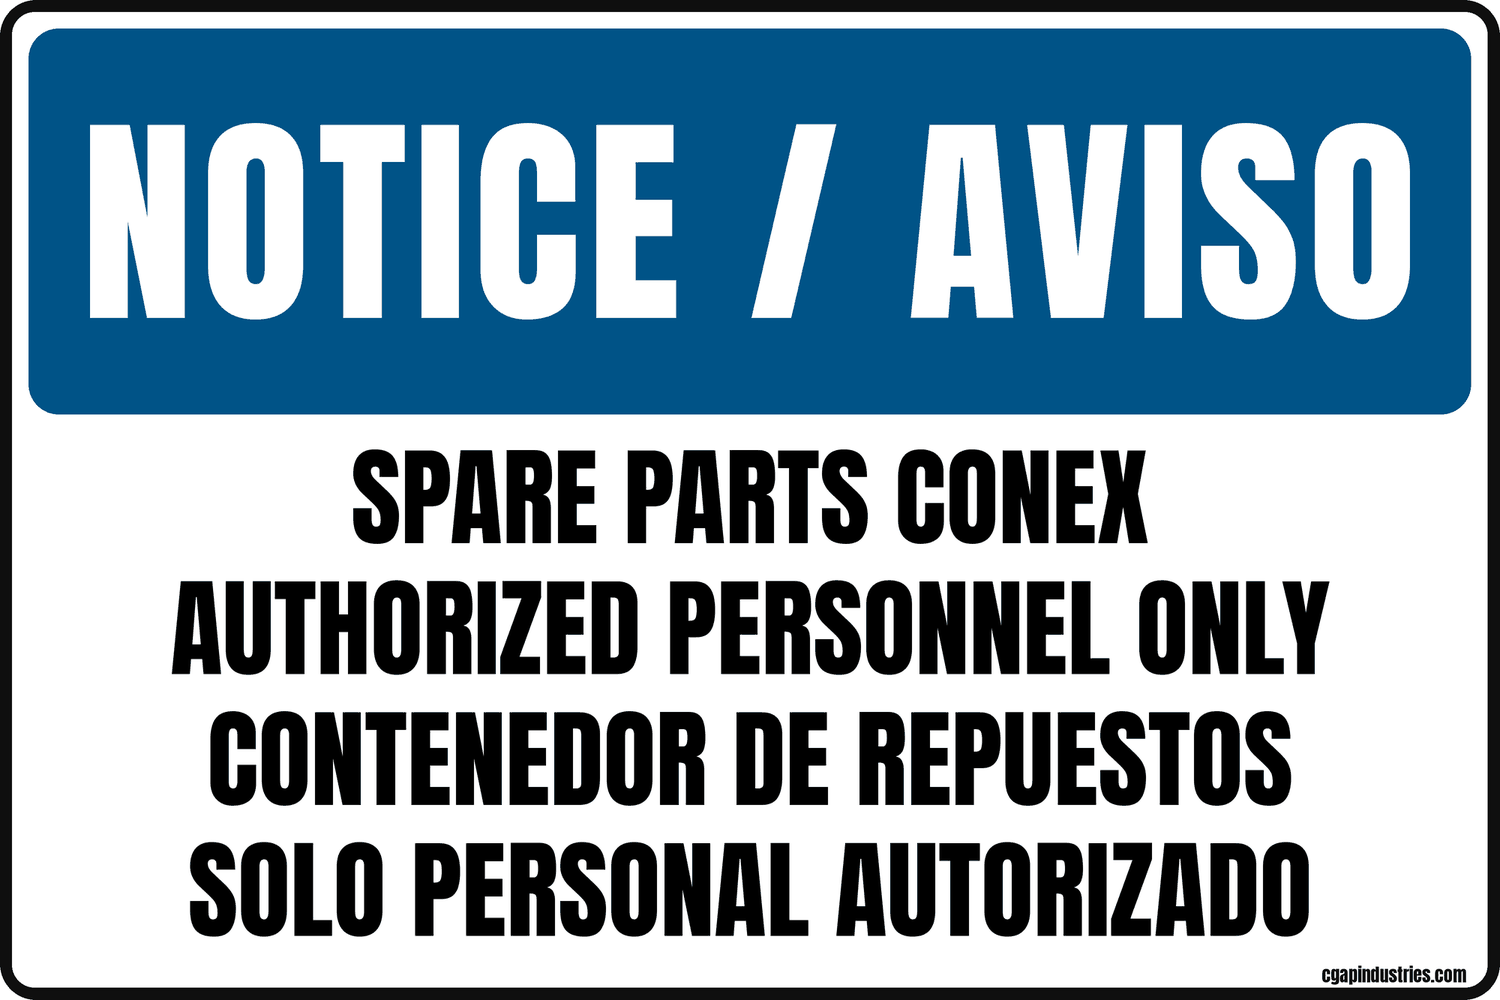 NOTICE / AVISO
SPARE PARTS CONEX
AUTHORIZED PERSONNEL ONLY
CONTENEDOR DE REPUESTOS
SOLO PERSONAL AUTORIZADO
cgapindustries.com